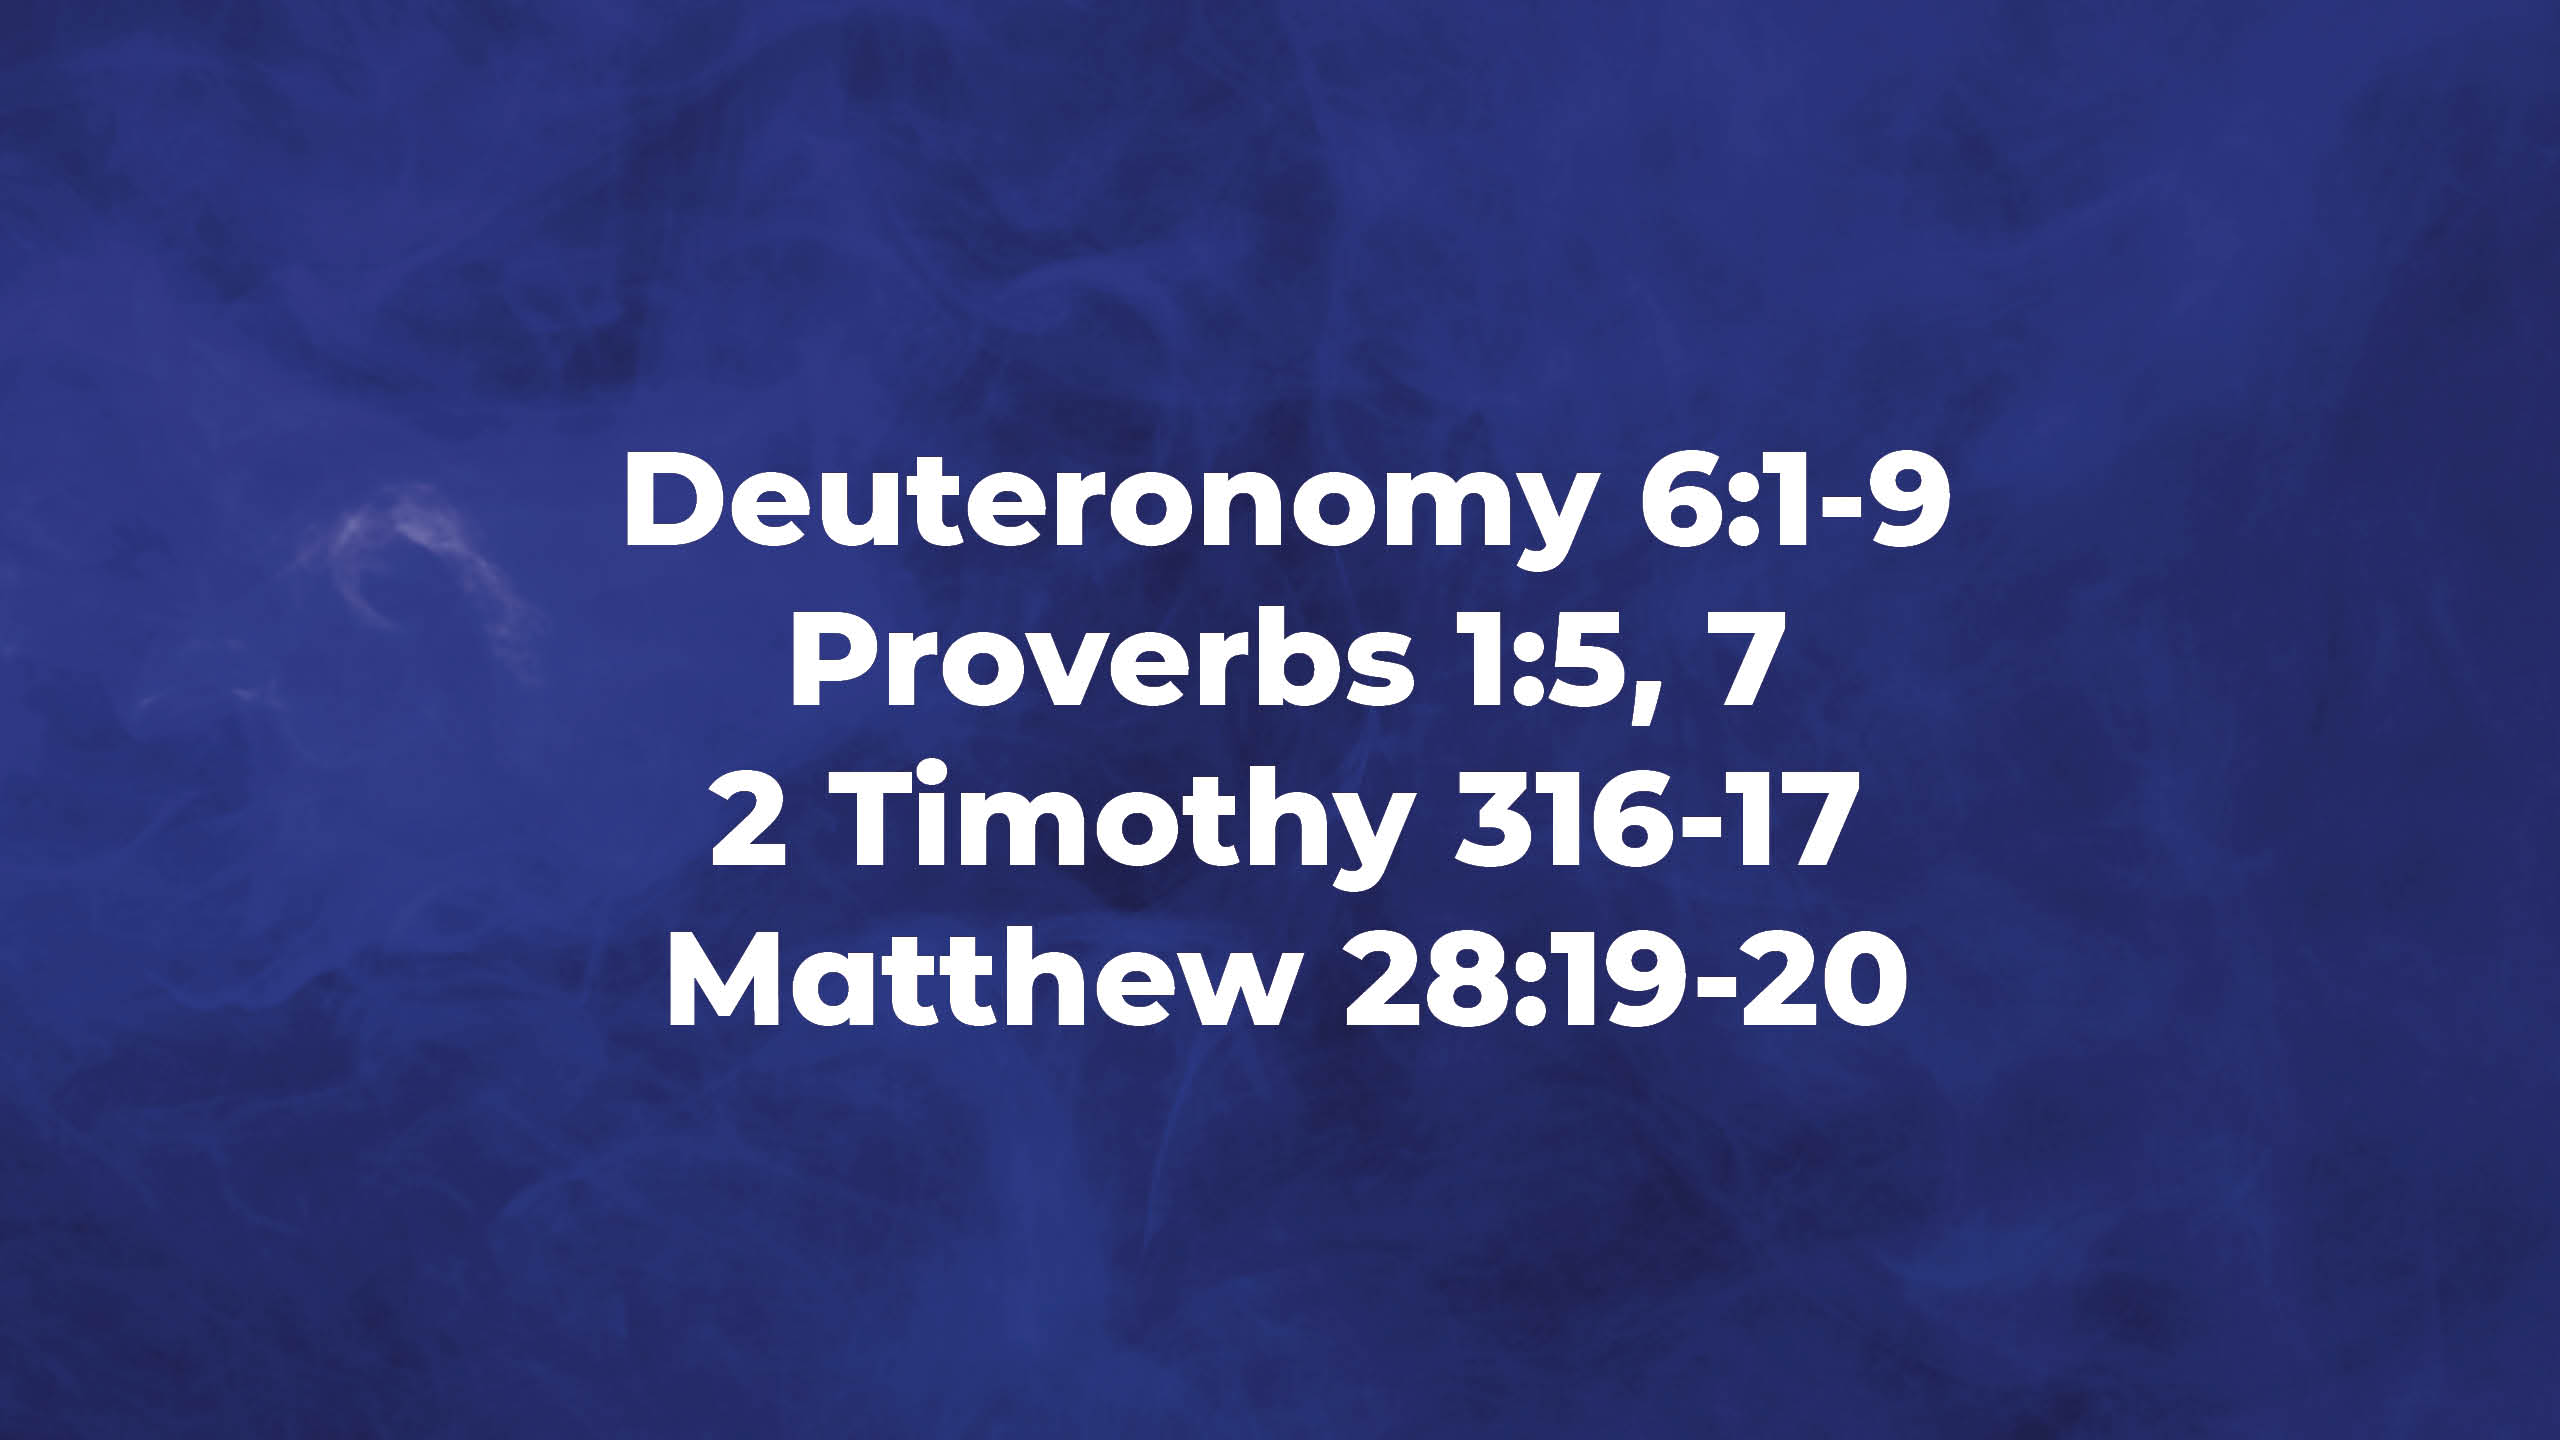 Deuteronomy 6:1-9
Proverbs 1:5, 7
2 Timothy 316-17
Matthew 28:19-20